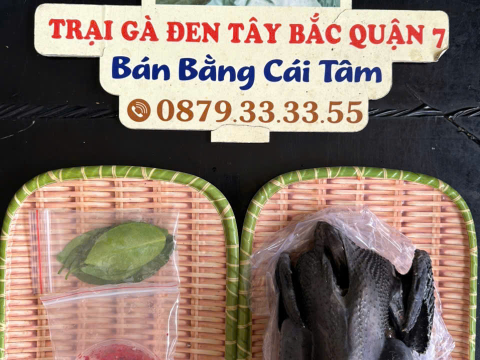 TRẠI GÀ ĐEN TÂY BẮC QUẬN 7
Bán Bằng Cái Tâm
0879.33.33.55